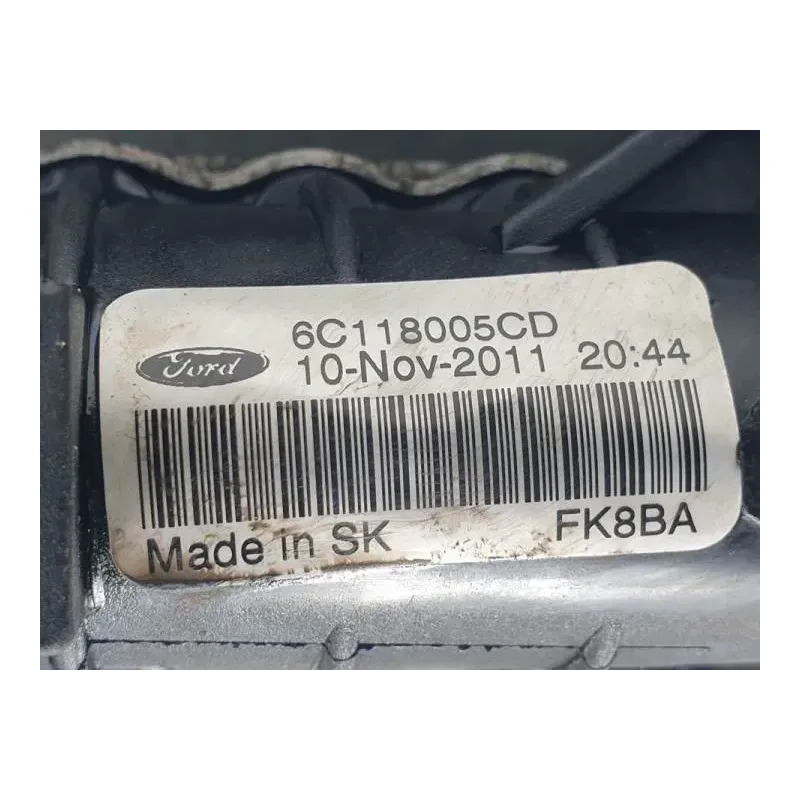 Ford
6C118005CD
10-Nov-2011 20:44
Made in SK
FK8BA